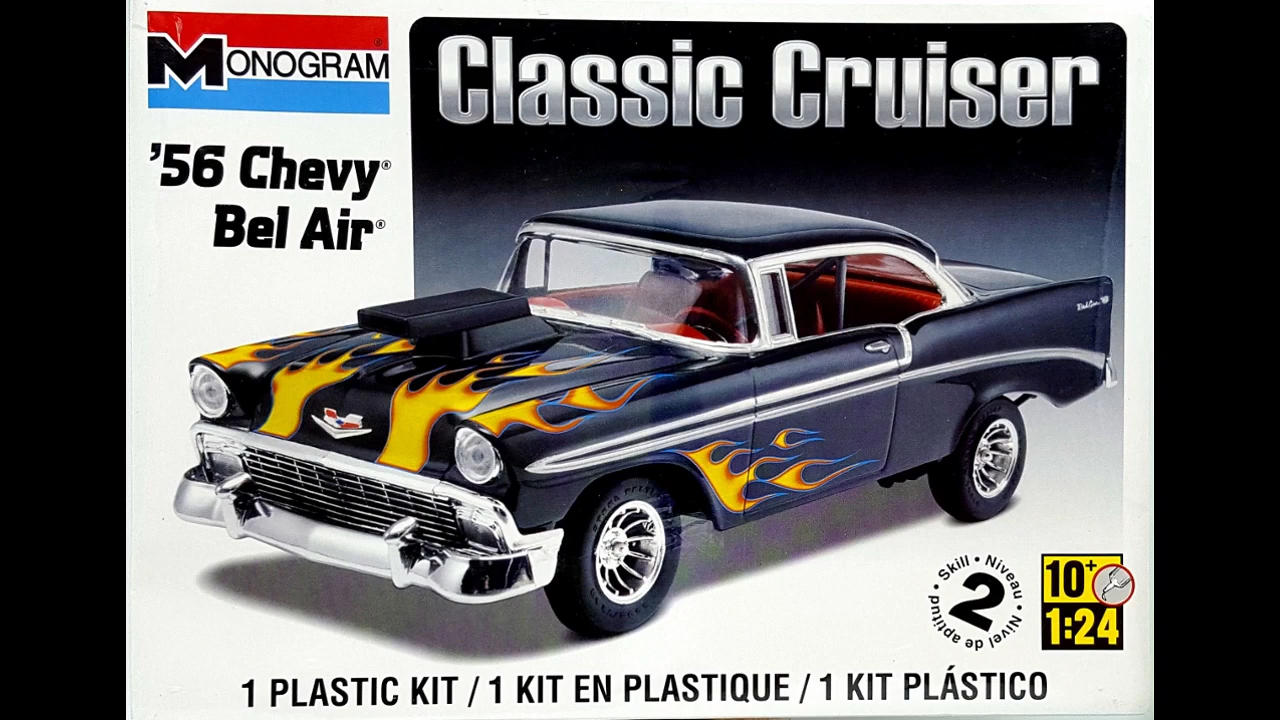 MONOGRAM®
Classic Cruiser
'56 Chevy®
Bel Air®
Skill • Niveau • Nivel de aptitud •
2
10+
1:24
1 PLASTIC KIT / 1 KIT EN PLASTIQUE / 1 KIT PLÁSTICO